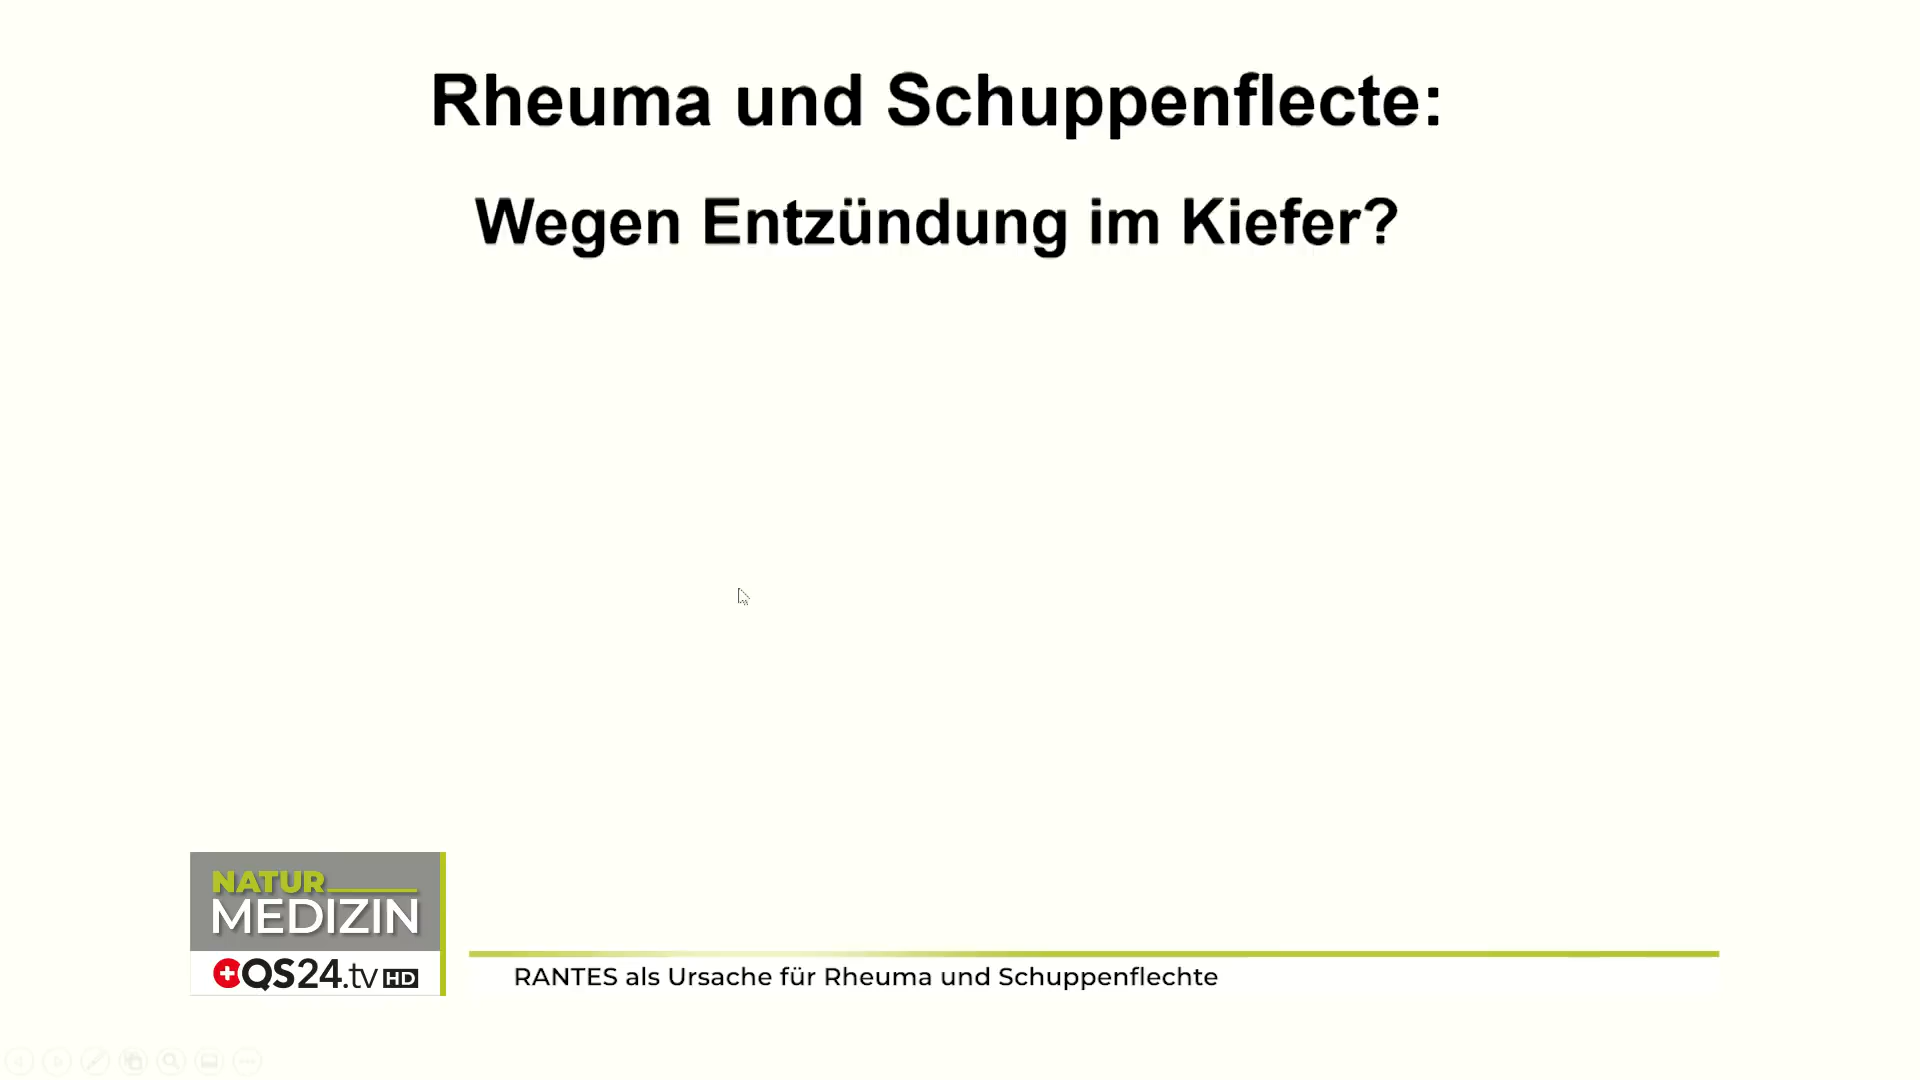 Rheuma und Schuppenflecte:
Wegen Entzündung im Kiefer?
NATUR
MEDIZIN
QS24.tv HD
RANTES als Ursache für Rheuma und Schuppenflechte